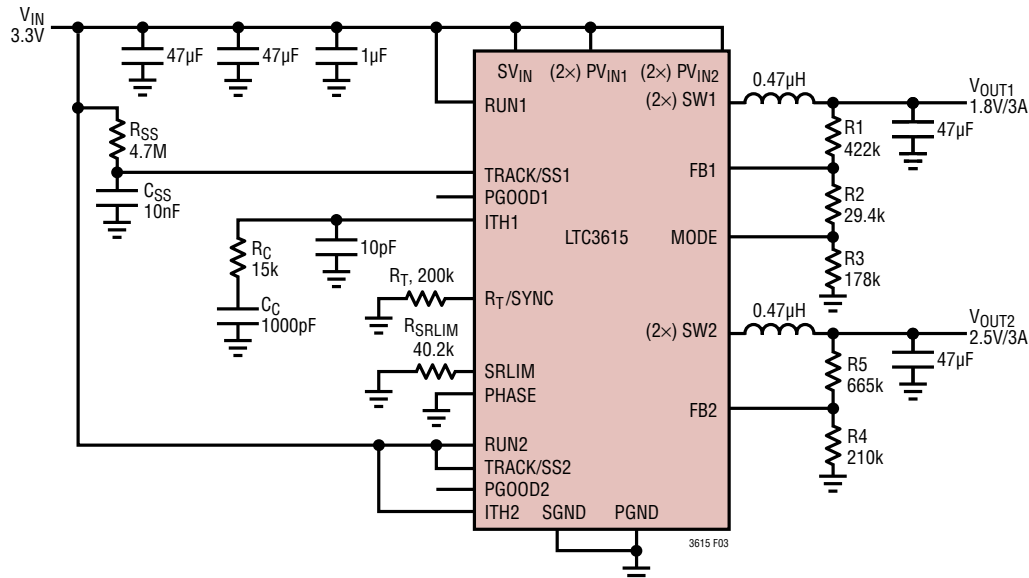 VIN
3.3V
47µF
47µF
1µF
RSS
4.7M
CSS
10nF
RC
15k
CC
1000pF
10pF
RT, 200k
RSRLIM
40.2k
SVIN (2×) PVIN1 (2×) PVIN2
RUN1
(2×) SW1
TRACK/SS1
FB1
PGOOD1
ITH1
LTC3615
MODE
RT/SYNC
(2×) SW2
SRLIM
PHASE
FB2
RUN2
TRACK/SS2
PGOOD2
ITH2
SGND PGND
0.47µH
VOUT1
1.8V/3A
R1
422k
47µF
R2
29.4k
R3
178k
0.47µH
VOUT2
2.5V/3A
R5
665k
47µF
R4
210k
3615 F03